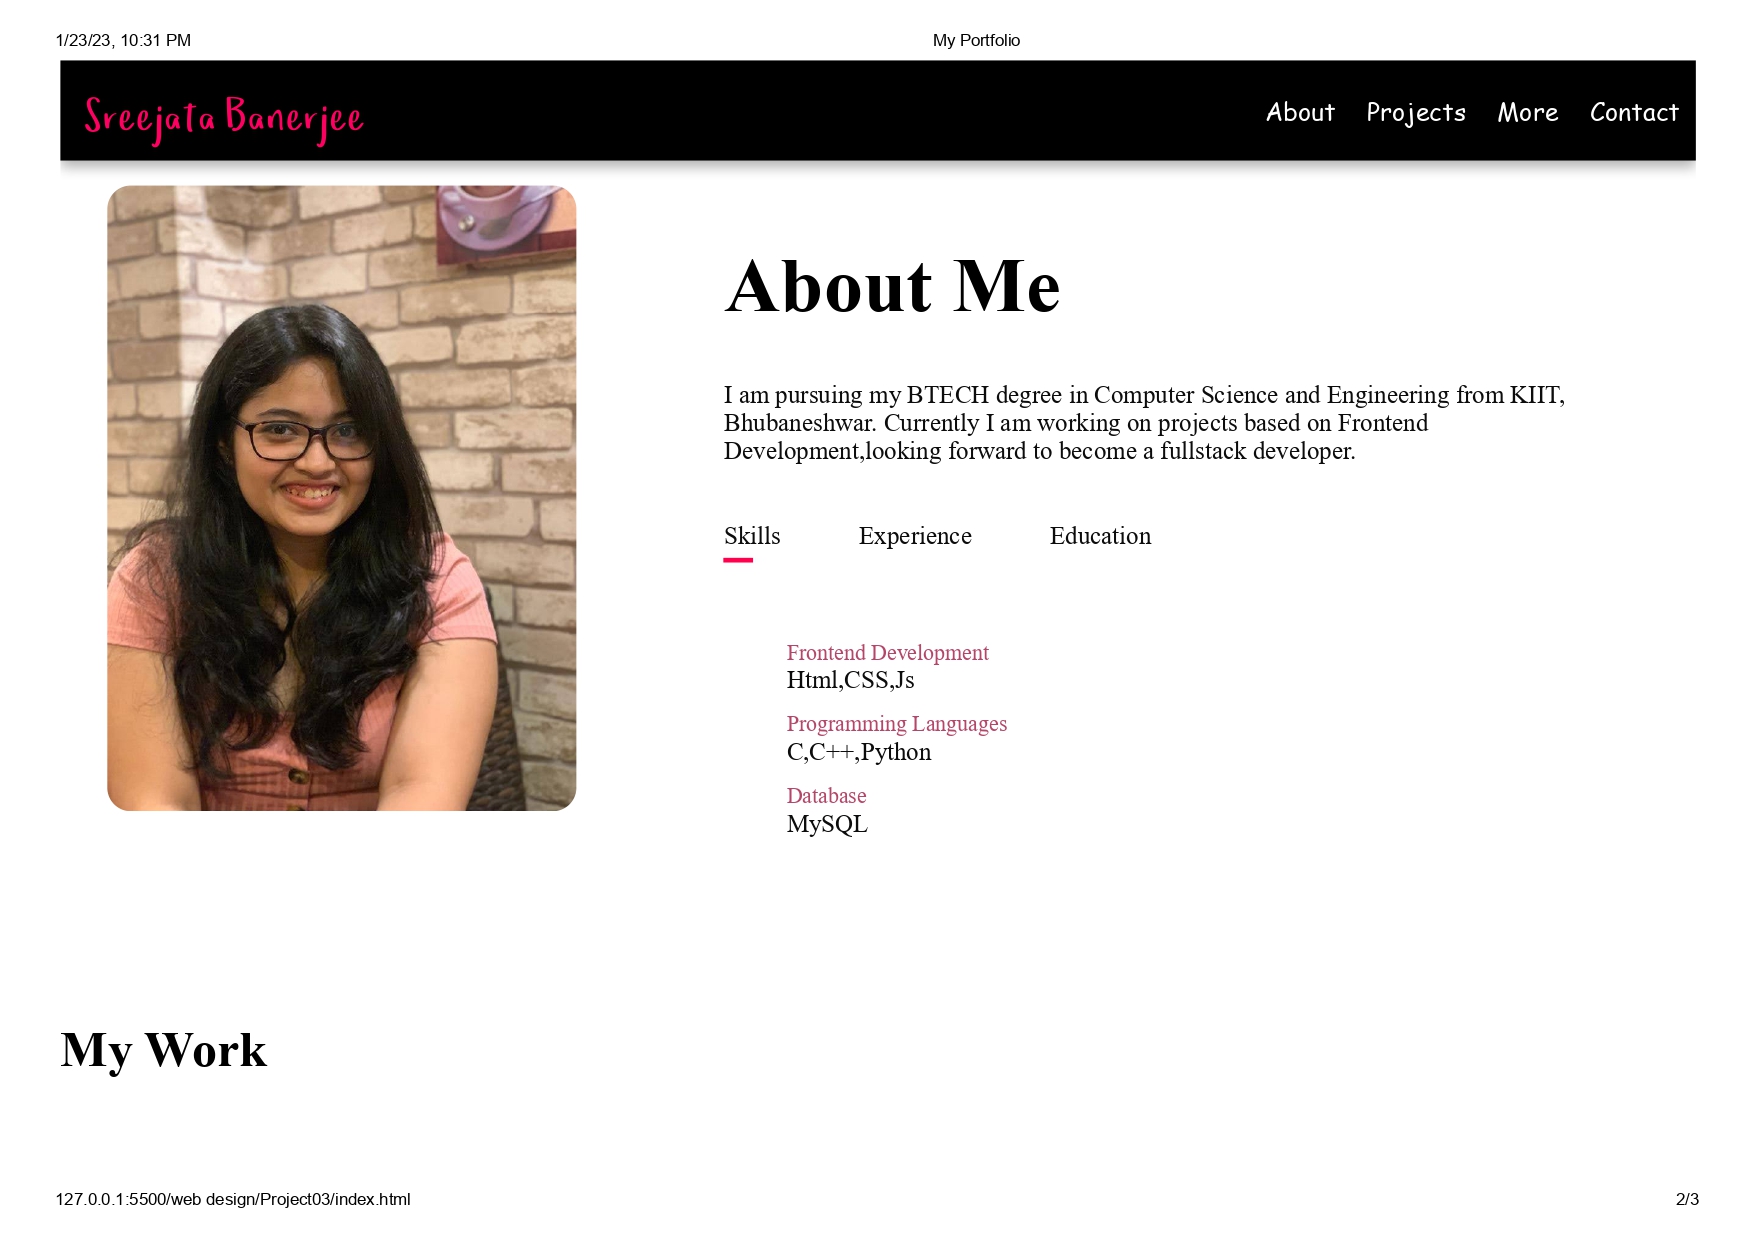 1/23/23, 10:31 PM
My Portfolio
Sreejata Banerjee
About
Projects
More
Contact
About Me
I am pursuing my BTECH degree in Computer Science and Engineering from KIIT,
Bhubaneshwar. Currently I am working on projects based on Frontend
Development,looking forward to become a fullstack developer.
Skills
Experience
Education
Frontend Development
Html,CSS,Js
Programming Languages
C,C++,Python
Database
MySQL
My Work
127.0.0.1:5500/web design/Project03/index.html
2/3